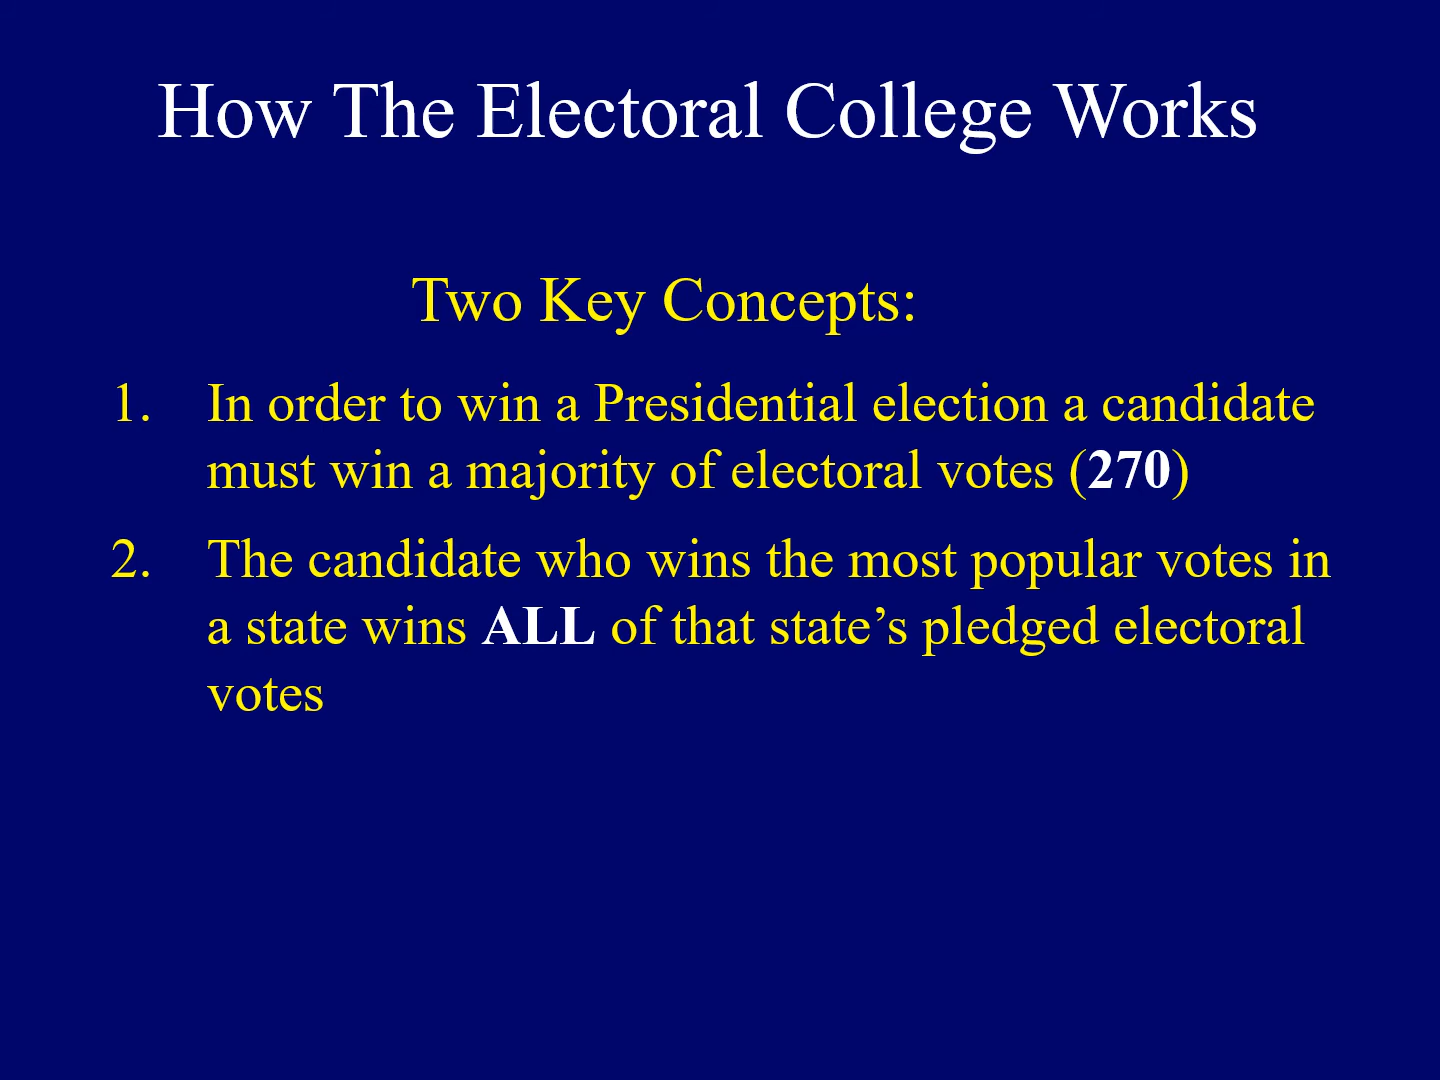 How The Electoral College Works
Two Key Concepts:
1. In order to win a Presidential election a candidate
must win a majority of electoral votes (270)
2. The candidate who wins the most popular votes in
a state wins ALL of that state’s pledged electoral
votes